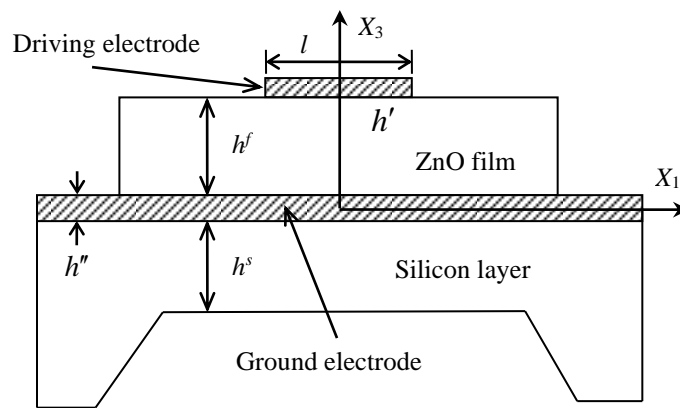 Driving electrode
l
X₃
h′
hᶠ
ZnO film
X₁
h″
hˢ
Silicon layer
Ground electrode